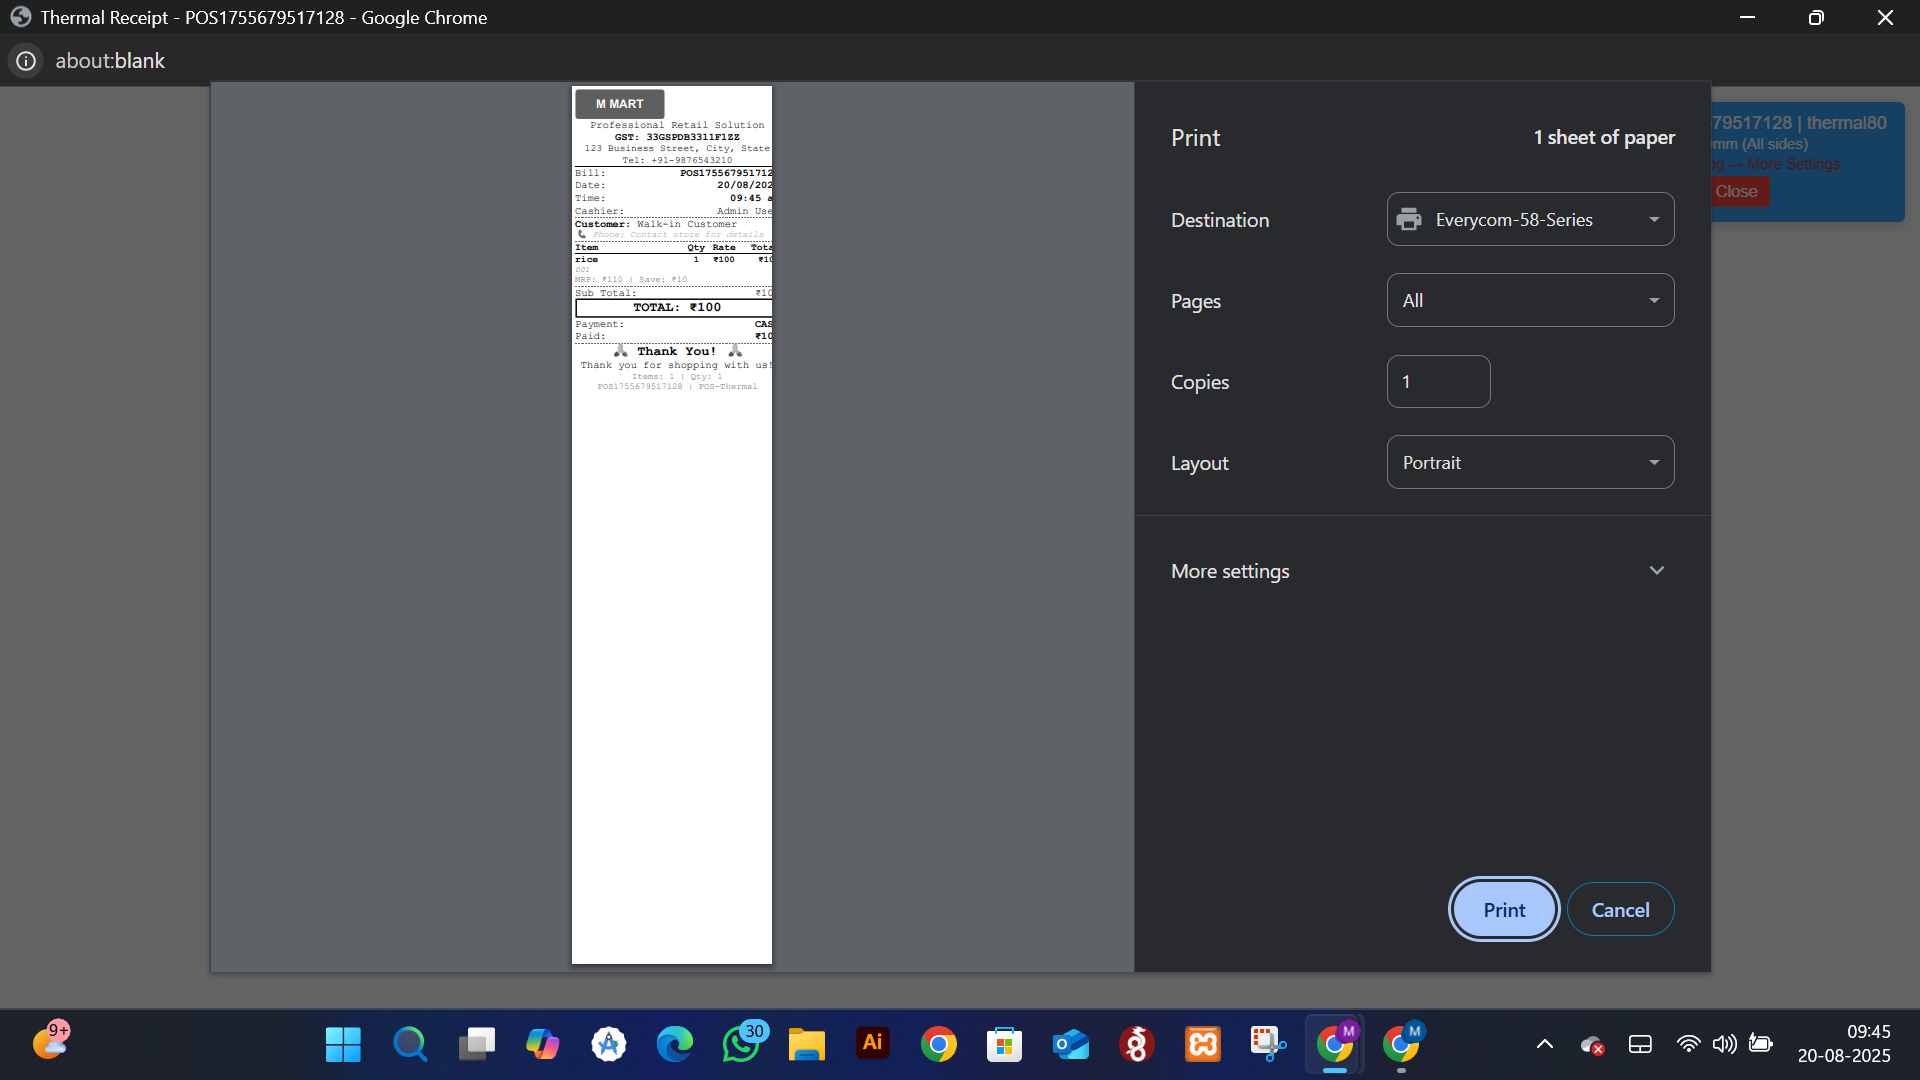 Thermal Receipt - POS1755679517128 - Google Chrome
about:blank
M MART
Professional Retail Solution
GST: 33GSPDB3311F1ZZ
123 Business Street, City, State
Tel: +91-9876543210
Bill: POS175567951712
Date: 20/08/202
Time: 09:45 a
Cashier: Admin Use
Customer: Walk-in Customer
📞 Phone: Contact store for details
Item Qty Rate Tota
rice 1 ₹100 ₹10
001
MRP: ₹110 | Save: ₹10
Sub Total: ₹10
TOTAL: ₹100
Payment: CAS
Paid: ₹10
🙏 Thank You! 🙏
Thank you for shopping with us!
Items: 1 | Qty: 1
POS1755679517128 | POS-Thermal
Print
1 sheet of paper
Destination
Everycom-58-Series
Pages
All
Copies
1
Layout
Portrait
More settings
Print
Cancel
79517128 | thermal80
mm (All sides)
og → More Settings
Close
9+
30
Ai
M
M
09:45
20-08-2025